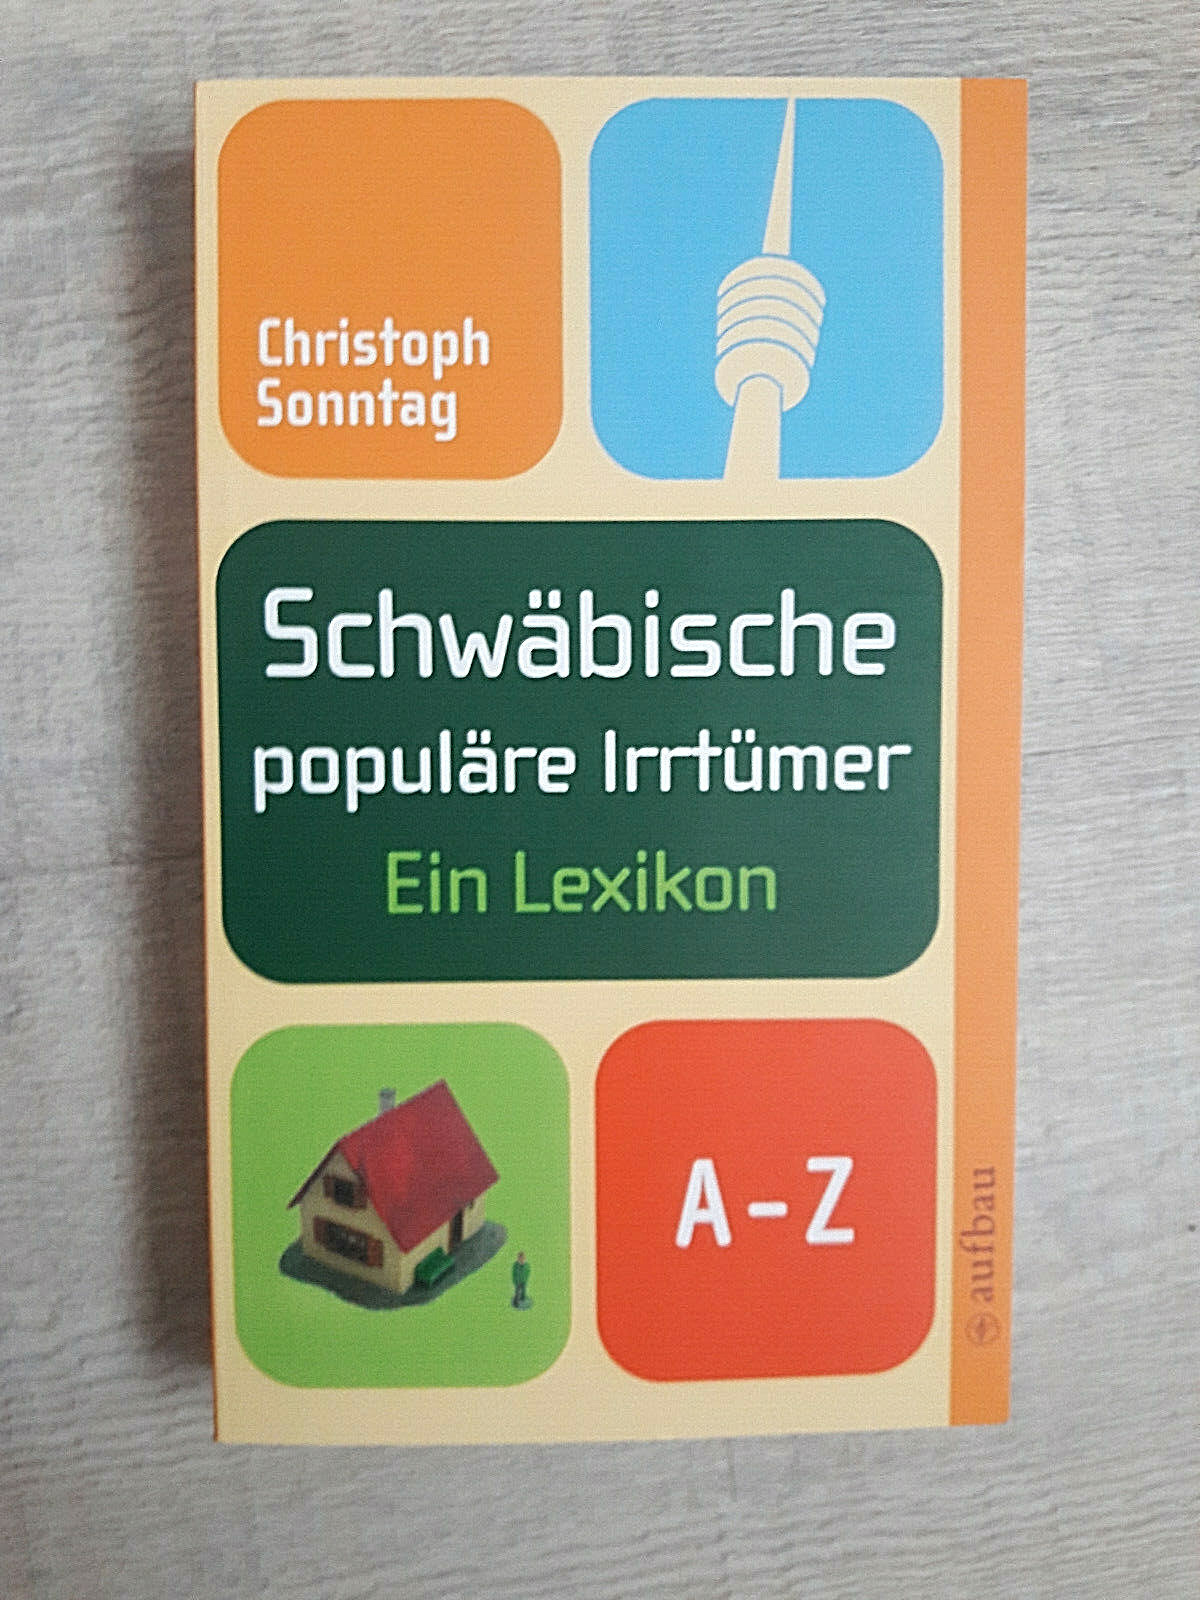 Christoph
Sonntag
Schwäbische
populäre Irrtümer
Ein Lexikon
A – Z
aufbau